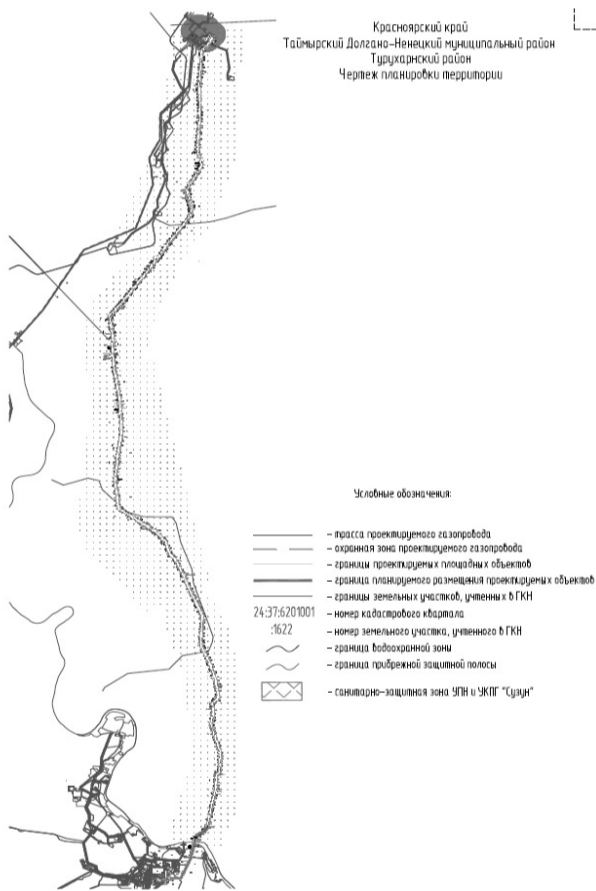 Красноярский край
Таймырский Долгано-Ненецкий муниципальный район
Турухарнский район
Чертеж планировки территории
Условные обозначения:
– трасса проектируемого газопровода
– охранная зона проектируемого газопровода
– границы проектируемых площадных объектов
– граница планируемого размещения проектируемых объектов
– границы земельных участков, учтенных в ГКН
24:37:6201001 – номер кадастрового квартала
:1622 – номер земельного участка, учтенного в ГКН
– граница водоохранной зоны
– граница прибрежной защитной полосы
– санитарно-защитная зона УПН и УКПГ "Сузун"